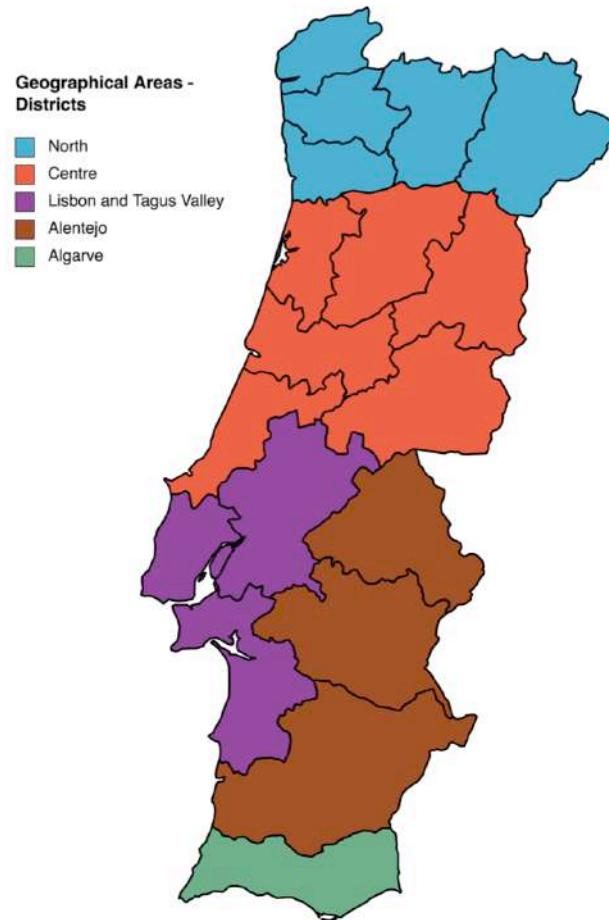 Geographical Areas -
Districts
North
Centre
Lisbon and Tagus Valley
Alentejo
Algarve